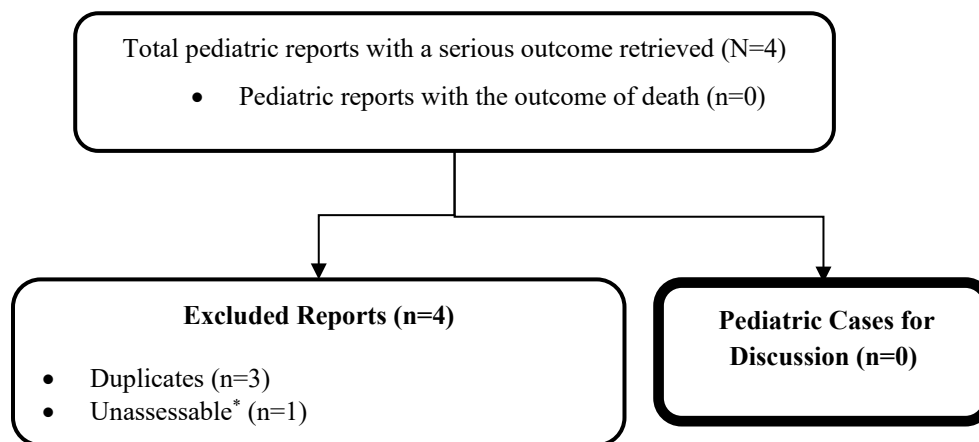 Total pediatric reports with a serious outcome retrieved (N=4)
• Pediatric reports with the outcome of death (n=0)
Excluded Reports (n=4)
• Duplicates (n=3)
• Unassessable* (n=1)
Pediatric Cases for
Discussion (n=0)